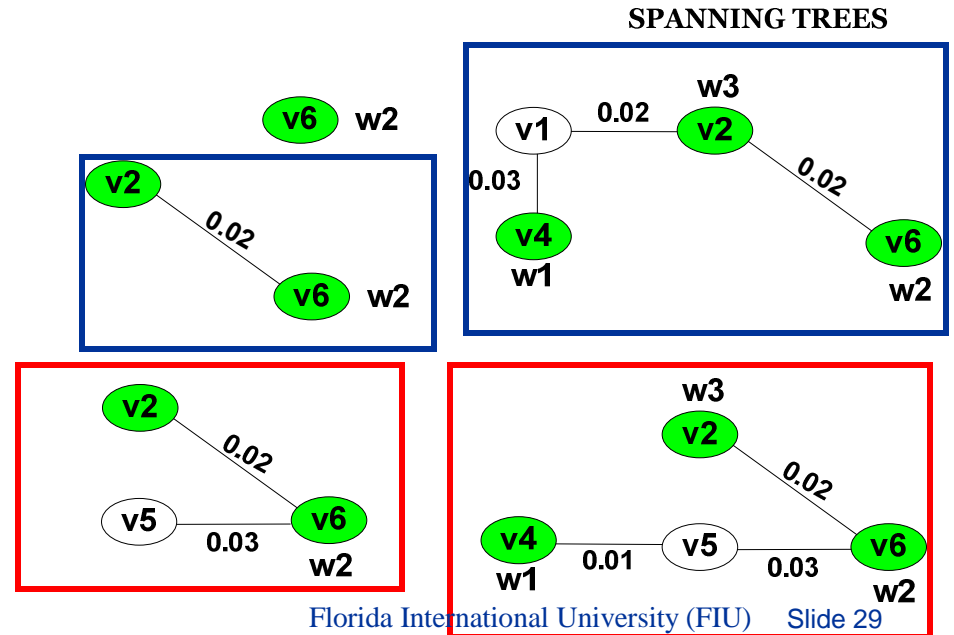 SPANNING TREES
v6 w2
v2
0.02
v6 w2
w3
v1 0.02 v2
0.03 0.02
v4 v6
w1 w2
v2
0.02
v5 0.03 v6
w2
w3
v2
0.02
v4 0.01 v5 0.03 v6
w1 w2
Florida International University (FIU) Slide 29